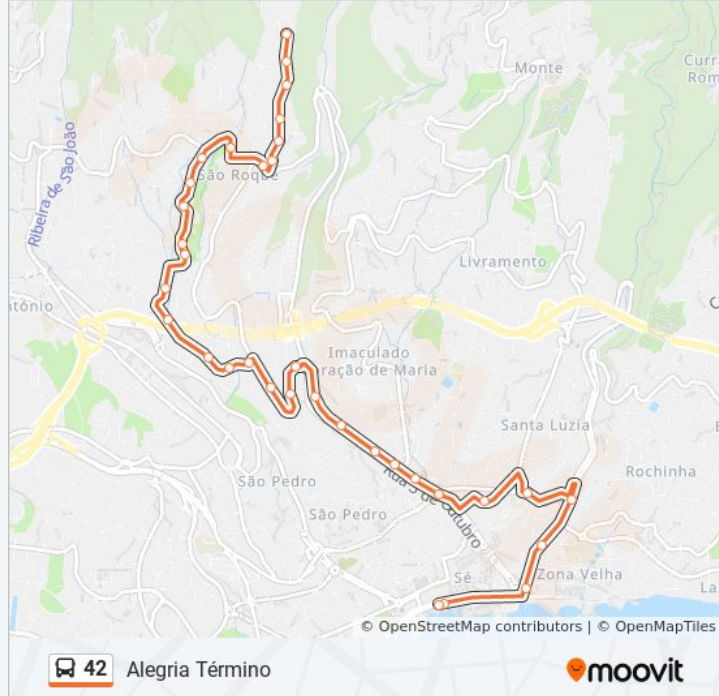 Monte
Curra
Rom
Ribeira de São João
São Roque
Livramento
ntónio
Imaculado
ração de Maria
Santa Luzia
Rochinha
São Pedro
São Pedro
Rua 5 de Outubro
Sé
Zona Velha
La
© OpenStreetMap contributors | © OpenMapTiles
42 Alegria Término
moovit